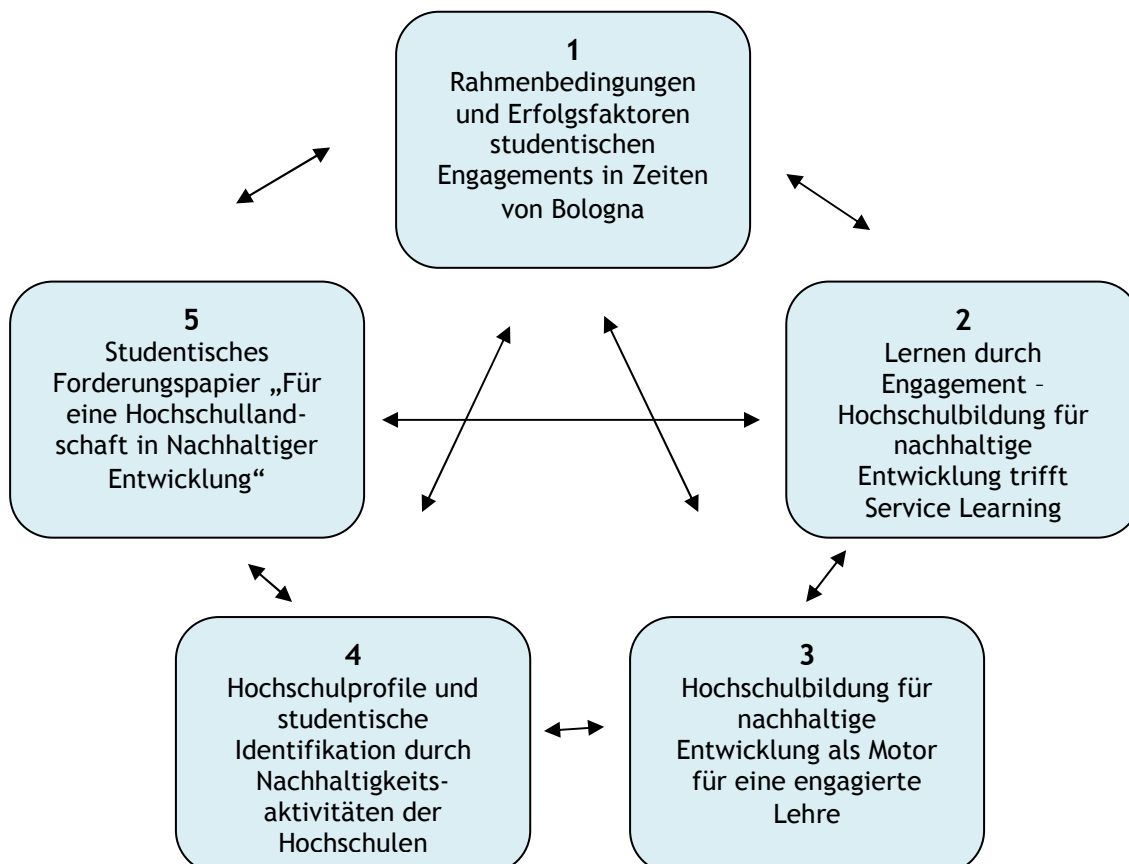 1
Rahmenbedingungen
und Erfolgsfaktoren
studentischen
Engagements in Zeiten
von Bologna
5
Studentisches
Forderungspapier „Für
eine Hochschulland-
schaft in Nachhaltiger
Entwicklung“
2
Lernen durch
Engagement –
Hochschulbildung für
nachhaltige
Entwicklung trifft
Service Learning
4
Hochschulprofile und
studentische
Identifikation durch
Nachhaltigkeits-
aktivitäten der
Hochschulen
3
Hochschulbildung für
nachhaltige
Entwicklung als Motor
für eine engagierte
Lehre